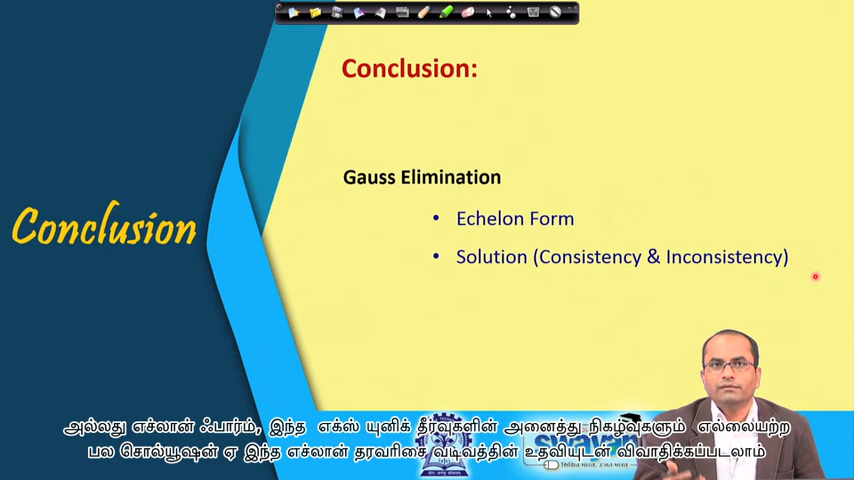 Conclusion:
Gauss Elimination
• Echelon Form
Conclusion
• Solution (Consistency & Inconsistency)
அல்லது எச்லான் ஃபார்ம், இந்த எக்ஸ் யுனிக் தீர்வுகளின் அனைத்து நிகழ்வுகளும் எல்லையற்ற
பல சொல்யூஷன் ஏ இந்த எச்லான் தரவரிசை வடிவத்தின் உதவியுடன் விவாதிக்கப்படலாம்
swayam